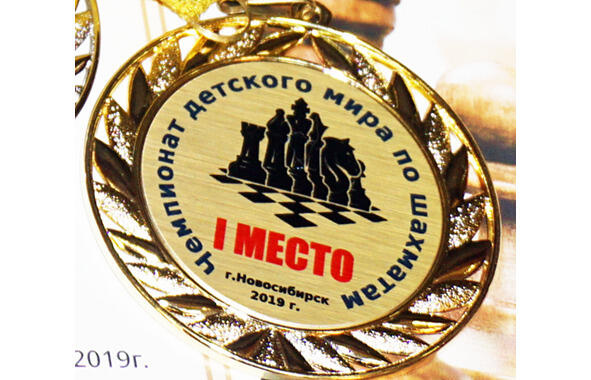 Чемпионат детского мира по шахматам
I МЕСТО
г.Новосибирск
2019 г.
2019г.